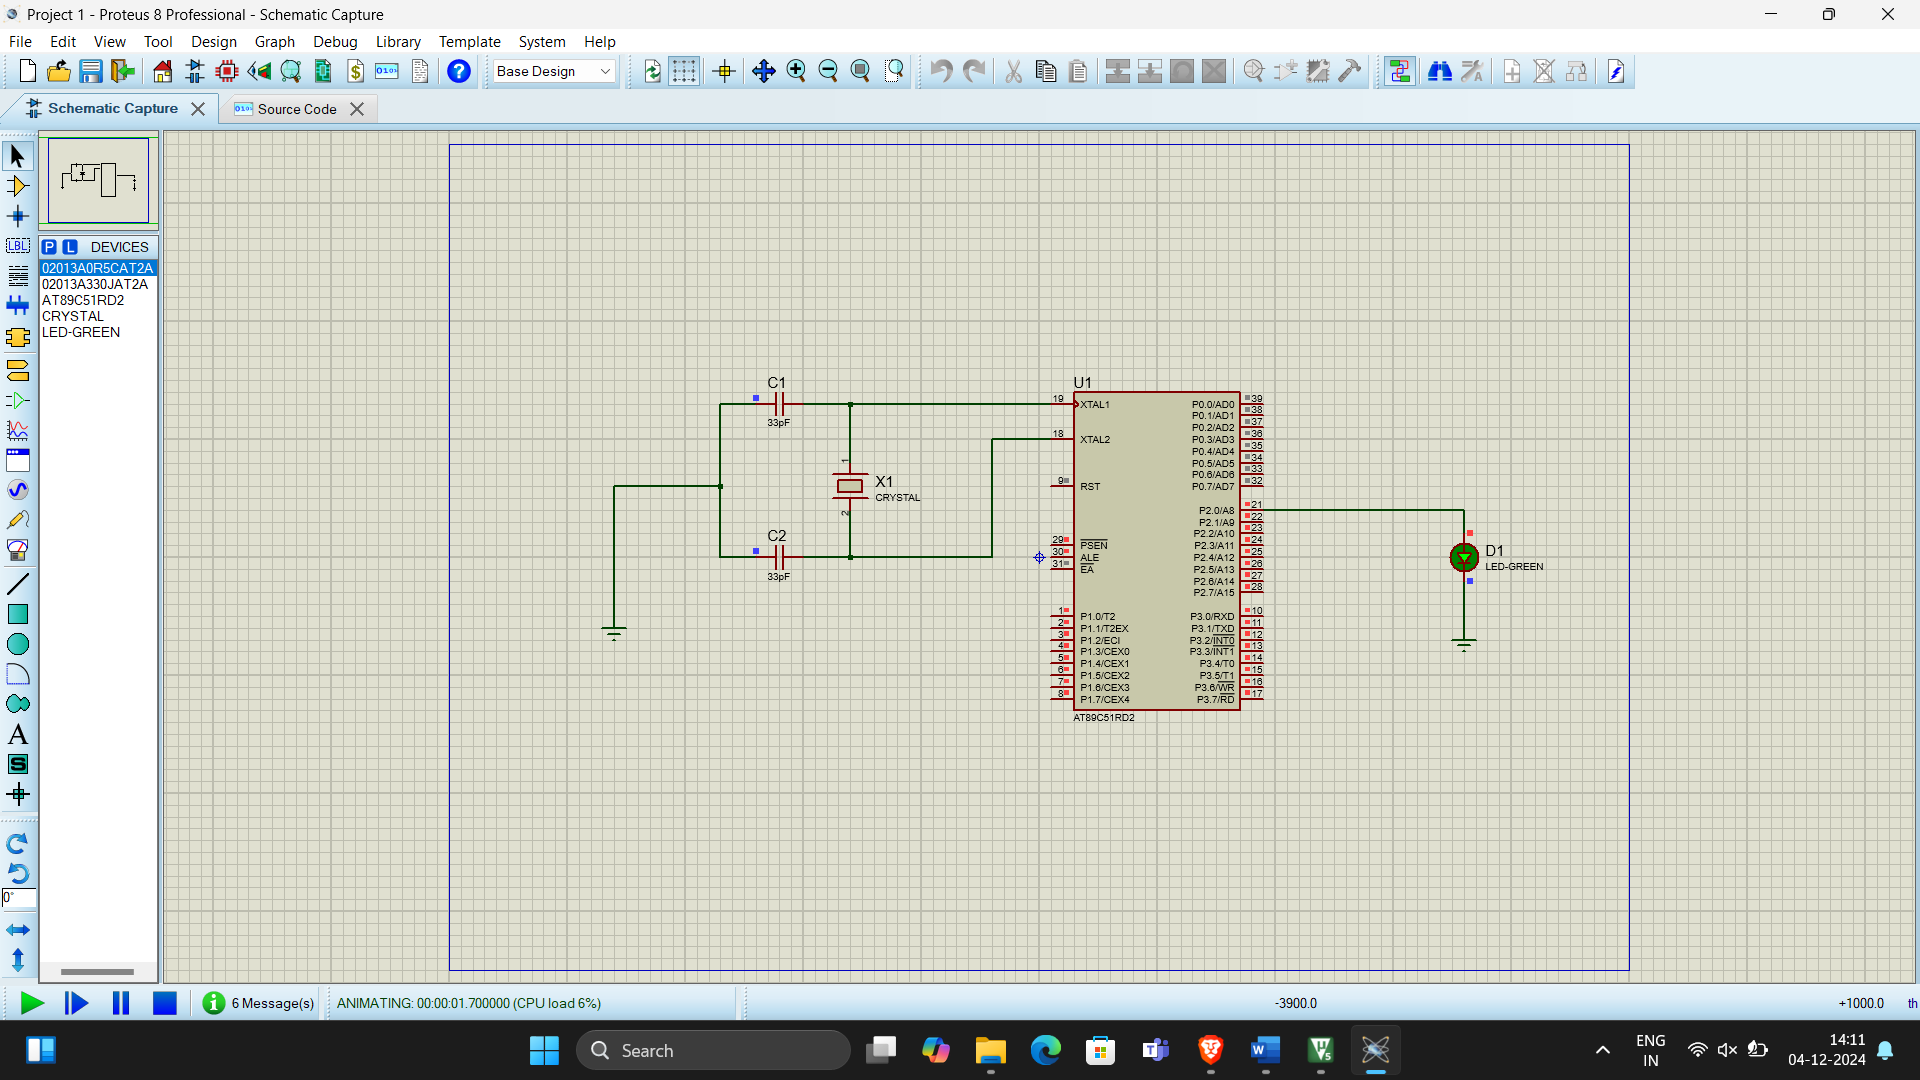 Project 1 - Proteus 8 Professional - Schematic Capture
File Edit View Tool Design Graph Debug Library Template System Help
Base Design
Schematic Capture
Source Code
LBL
P L DEVICES
02013A0R5CAT2A
02013A330JAT2A
AT89C51RD2
CRYSTAL
LED-GREEN
A
S
0°
C1
33pF
C2
33pF
1
2
X1
CRYSTAL
U1
19 XTAL1
18 XTAL2
9 RST
29 PSEN
30 ALE
31 EA
1 P1.0/T2
2 P1.1/T2EX
3 P1.2/ECI
4 P1.3/CEX0
5 P1.4/CEX1
6 P1.5/CEX2
7 P1.6/CEX3
8 P1.7/CEX4
P0.0/AD0 39
P0.1/AD1 38
P0.2/AD2 37
P0.3/AD3 36
P0.4/AD4 35
P0.5/AD5 34
P0.6/AD6 33
P0.7/AD7 32
P2.0/A8 21
P2.1/A9 22
P2.2/A10 23
P2.3/A11 24
P2.4/A12 25
P2.5/A13 26
P2.6/A14 27
P2.7/A15 28
P3.0/RXD 10
P3.1/TXD 11
P3.2/INT0 12
P3.3/INT1 13
P3.4/T0 14
P3.5/T1 15
P3.6/WR 16
P3.7/RD 17
AT89C51RD2
D1
LED-GREEN
6 Message(s)
ANIMATING: 00:00:01.700000 (CPU load 6%)
-3900.0
+1000.0
th
Search
ENG
IN
14:11
04-12-2024